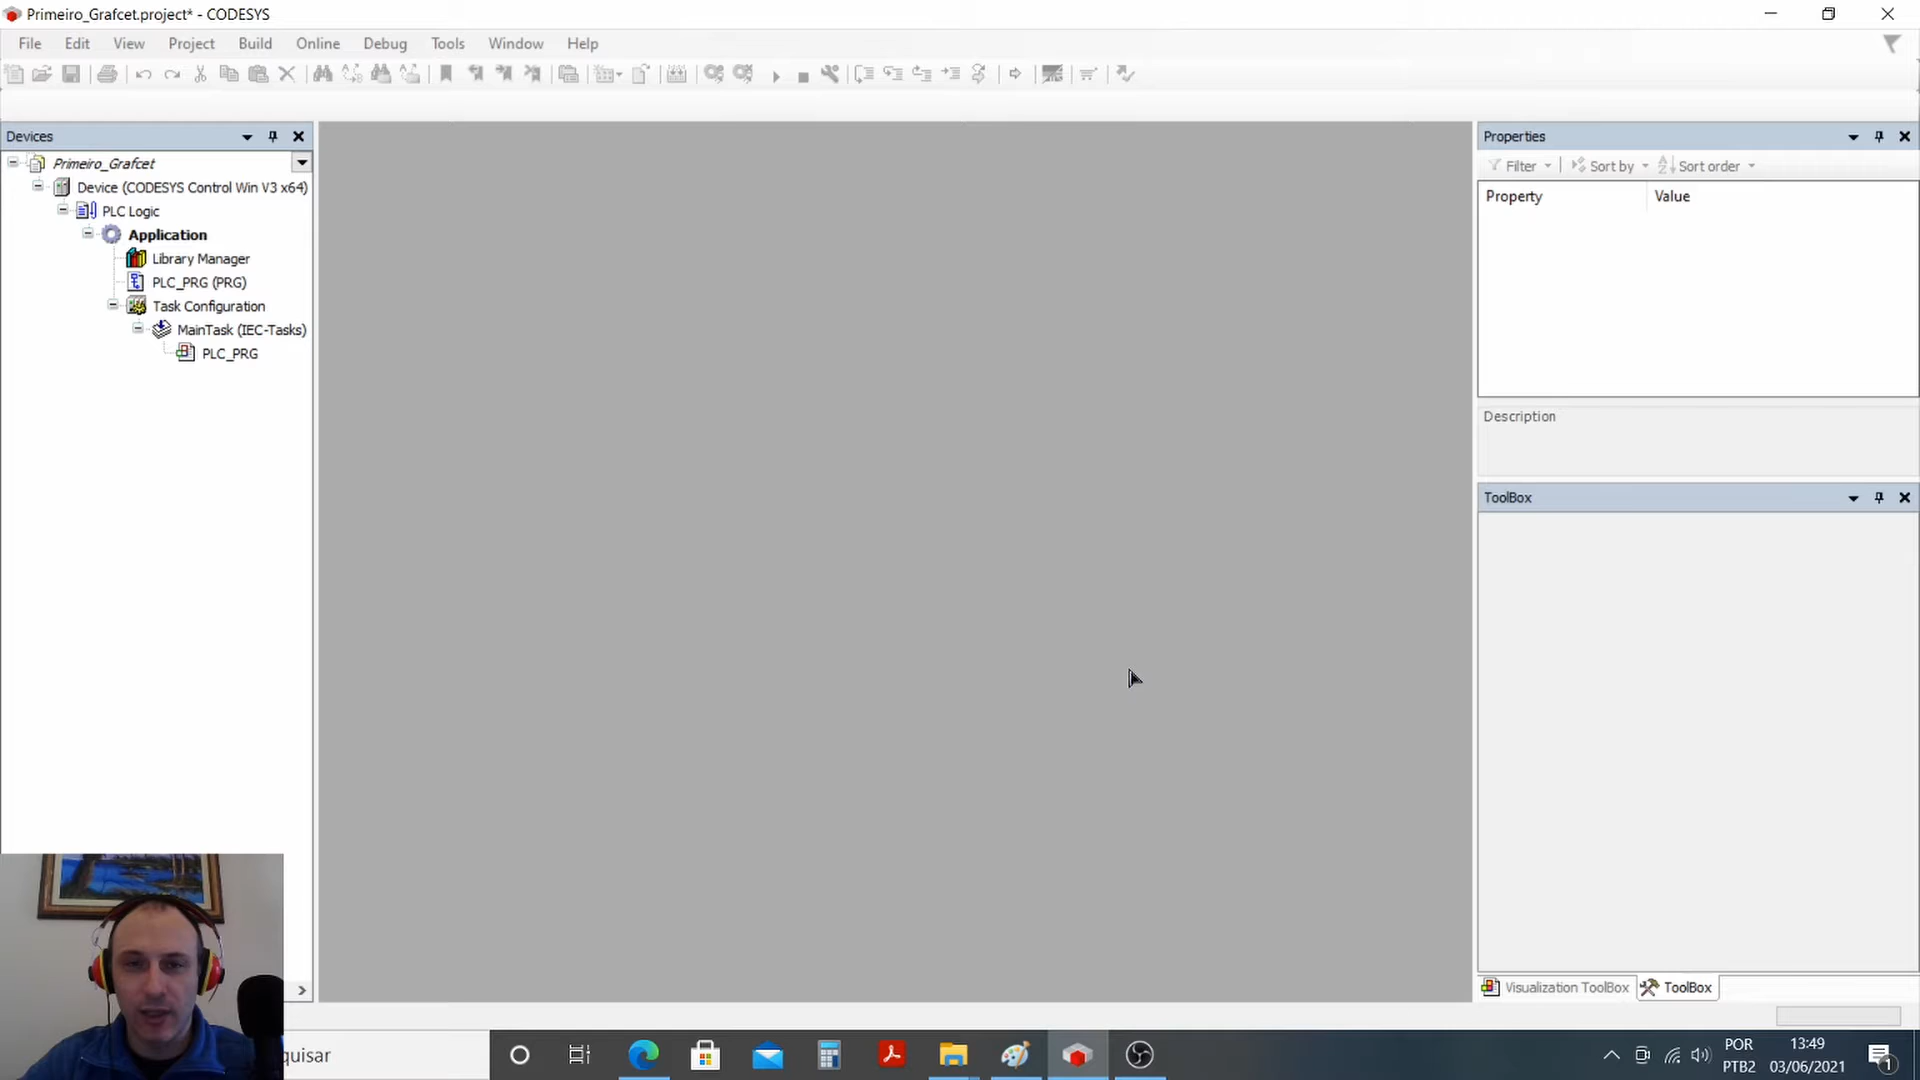 Primeiro_Grafcet.project* - CODESYS
File Edit View Project Build Online Debug Tools Window Help
Devices
Primeiro_Grafcet
Device (CODESYS Control Win V3 x64)
PLC Logic
Application
Library Manager
PLC_PRG (PRG)
Task Configuration
MainTask (IEC-Tasks)
PLC_PRG
Properties
Filter Sort by Sort order
Property Value
Description
ToolBox
Visualization ToolBox ToolBox
quisar
POR
PTB2
13:49
03/06/2021
1